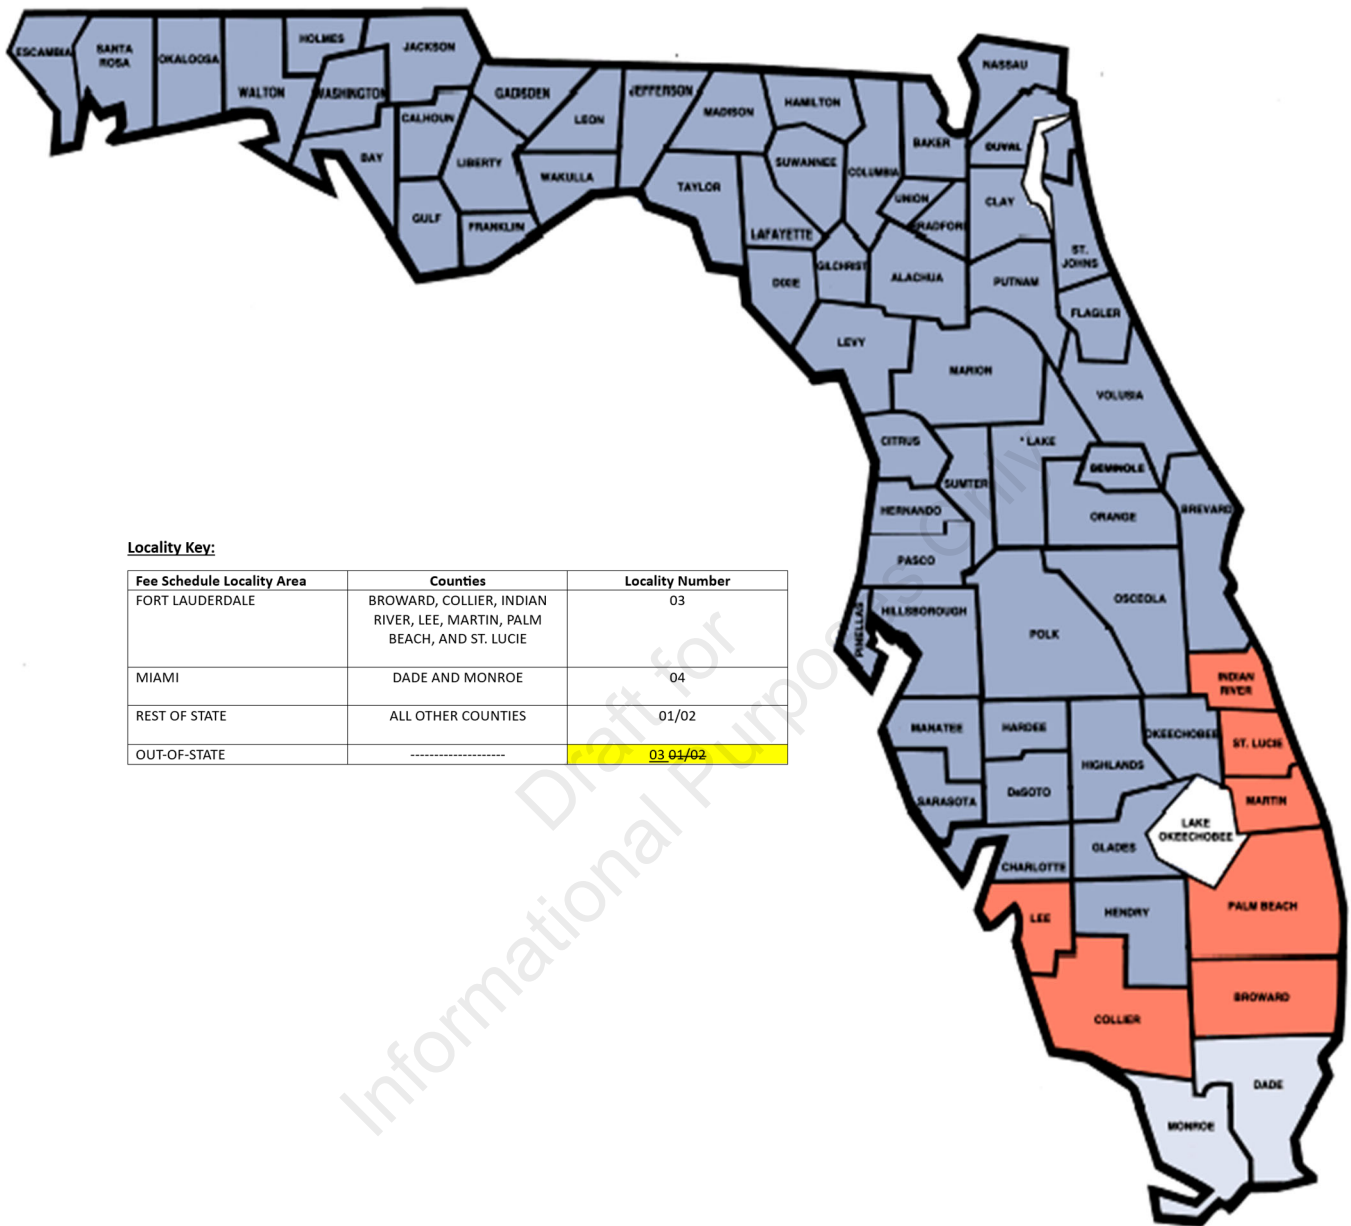 ESCAMBIA
SANTA
ROSA
OKALOOSA
WALTON
HOLMES
WASHINGTON
JACKSON
BAY
CALHOUN
GULF
GADISDEN
LIBERTY
FRANKLIN
LEON
WAKULLA
JEFFERSON
MADISON
TAYLOR
HAMILTON
SUWANNEE
LAFAYETTE
DIXIE
COLUMBIA
GILCHRIST
BAKER
UNION
BRADFORD
ALACHUA
LEVY
NASSAU
DUVAL
CLAY
ST.
JOHNS
PUTNAM
FLAGLER
MARION
VOLUSIA
CITRUS
SUMTER
LAKE
SEMINOLE
ORANGE
BREVARD
HERNANDO
PASCO
PINELLAS
HILLSBOROUGH
POLK
OSCEOLA
INDIAN
RIVER
MANATEE
HARDEE
HIGHLANDS
OKEECHOBEE
ST. LUCIE
SARASOTA
DeSOTO
MARTIN
LAKE
OKEECHOBEE
CHARLOTTE
GLADES
LEE
HENDRY
PALM BEACH
COLLIER
BROWARD
DADE
MONROE
Locality Key:
Fee Schedule Locality Area Counties Locality Number
FORT LAUDERDALE BROWARD, COLLIER, INDIAN 03
RIVER, LEE, MARTIN, PALM
BEACH, AND ST. LUCIE
MIAMI DADE AND MONROE 04
REST OF STATE ALL OTHER COUNTIES 01/02
OUT-OF-STATE ------------------- 03 01/02
Draft for
Informational Purposes Only